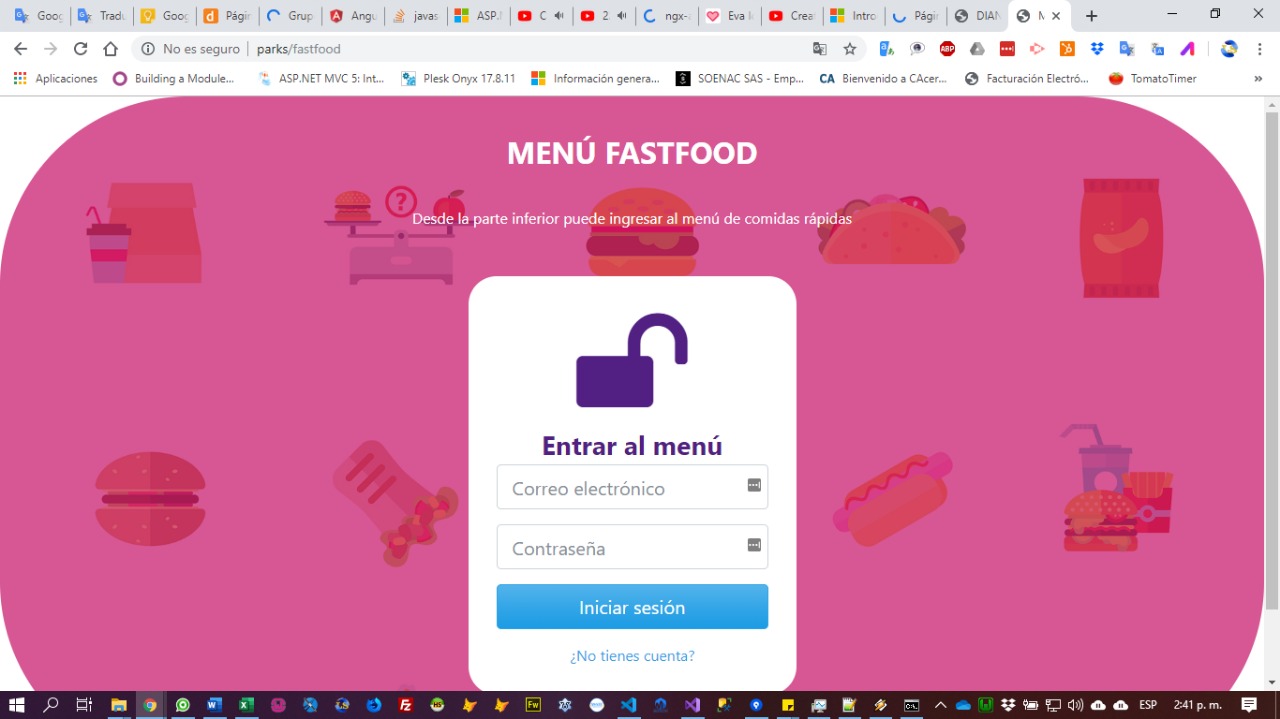 Goog
Tradu
Goog
Págir
Grup
Angu
javas
ASP.N
C
2
ngx-a
Eva l
Crea
Intro
Págir
DIAN
M
No es seguro
parks/fastfood
Aplicaciones
Building a Module...
ASP.NET MVC 5: Int...
Plesk Onyx 17.8.11
Información genera...
SOENAC SAS - Emp...
CA Bienvenido a CAcer...
Facturación Electró...
TomatoTimer
»
MENÚ FASTFOOD
Desde la parte inferior puede ingresar al menú de comidas rápidas
Entrar al menú
Correo electrónico
Contraseña
Iniciar sesión
¿No tienes cuenta?
ESP
2:41 p. m.